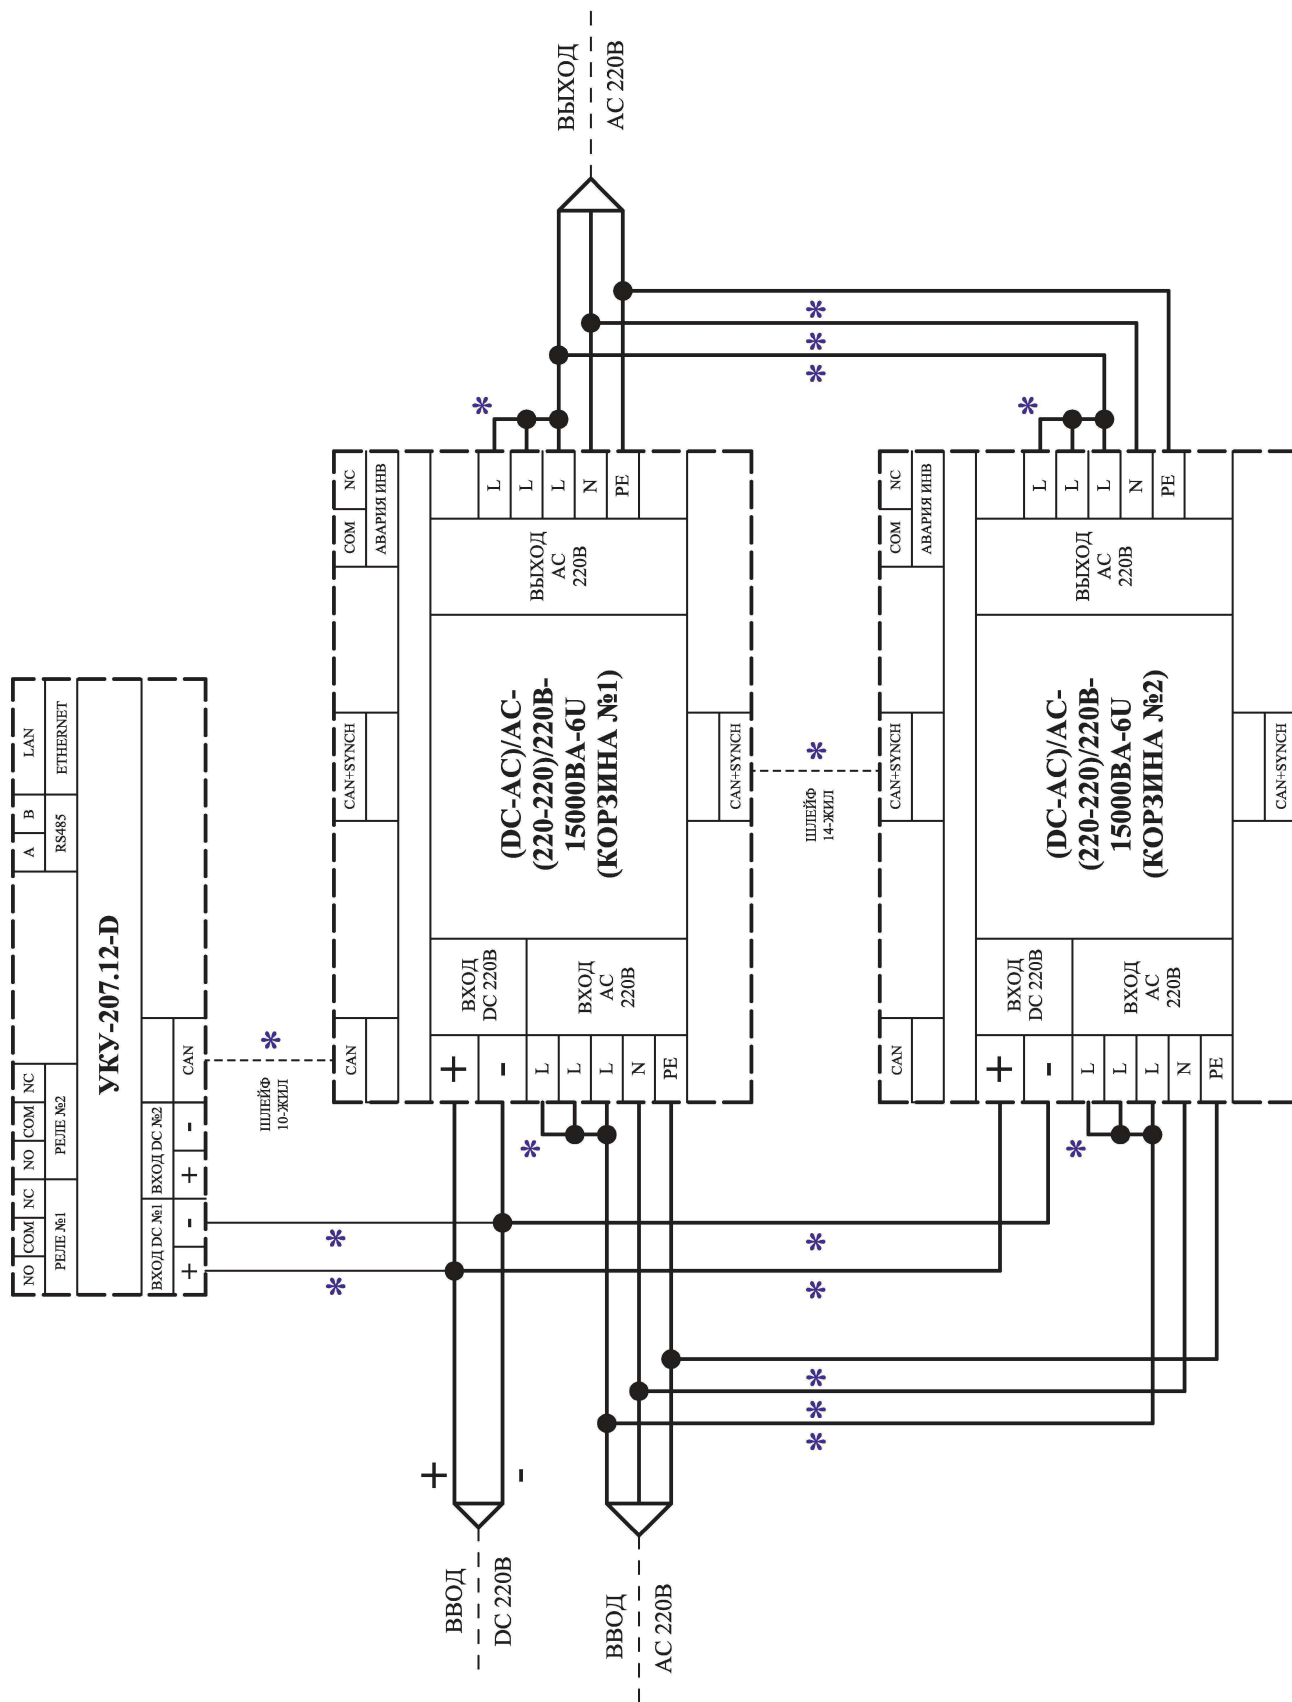 NO
COM
NC
РЕЛЕ №1
NO
COM
NC
РЕЛЕ №2
A
B
RS485
LAN
ETHERNET
УКУ-207.12-D
ВХОД DC №1
+
-
ВХОД DC №2
+
-
CAN
*
*
*
ШЛЕЙФ
10-ЖИЛ
CAN
CAN+SYNCH
COM
NC
АВАРИЯ ИНВ
ВВОД
DC 220В
+
-
ВВОД
АС 220В
+
-
L
L
L
N
PE
*
ВХОД
DC 220В
ВХОД
АС
220В
(DC-AC)/AC-
(220-220)/220В-
15000ВА-6U
(КОРЗИНА №1)
ВЫХОД
АС
220В
L
L
L
N
PE
*
ВЫХОД
АС 220В
CAN+SYNCH
*
*
*
*
*
*
ШЛЕЙФ
14-ЖИЛ
*
*
*
CAN
CAN+SYNCH
COM
NC
АВАРИЯ ИНВ
+
-
L
L
L
N
PE
*
ВХОД
DC 220В
ВХОД
АС
220В
(DC-AC)/AC-
(220-220)/220В-
15000ВА-6U
(КОРЗИНА №2)
ВЫХОД
АС
220В
L
L
L
N
PE
*
CAN+SYNCH